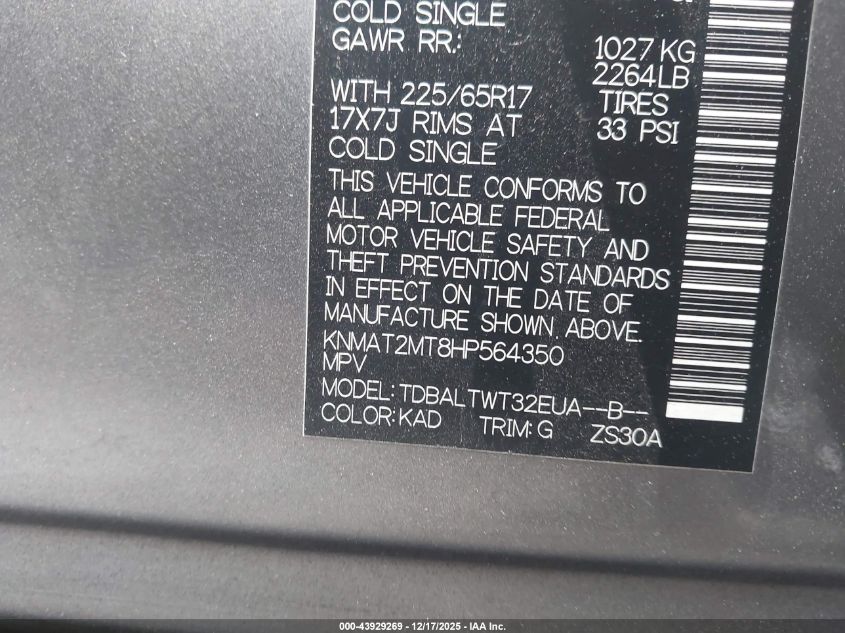 COLD SINGLE
GAWR RR.: 1027 KG
2264LB
WITH 225/65R17 TIRES
17X7J RIMS AT 33 PSI
COLD SINGLE
THIS VEHICLE CONFORMS TO
ALL APPLICABLE FEDERAL
MOTOR VEHICLE SAFETY AND
THEFT PREVENTION STANDARDS
IN EFFECT ON THE DATE OF
MANUFACTURE SHOWN ABOVE.
KNMAT2MT8HP564350
MPV
MODEL: TDBALTWT32EUA--B--
COLOR: KAD TRIM: G ZS30A
000-43929269 - 12/17/2025 - IAA Inc.